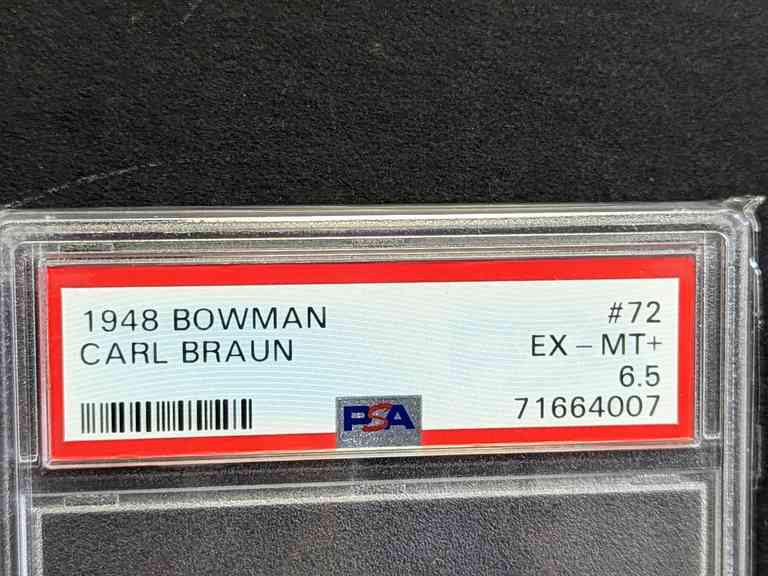 1948 BOWMAN
CARL BRAUN
#72
EX - MT+
6.5
71664007
PSA